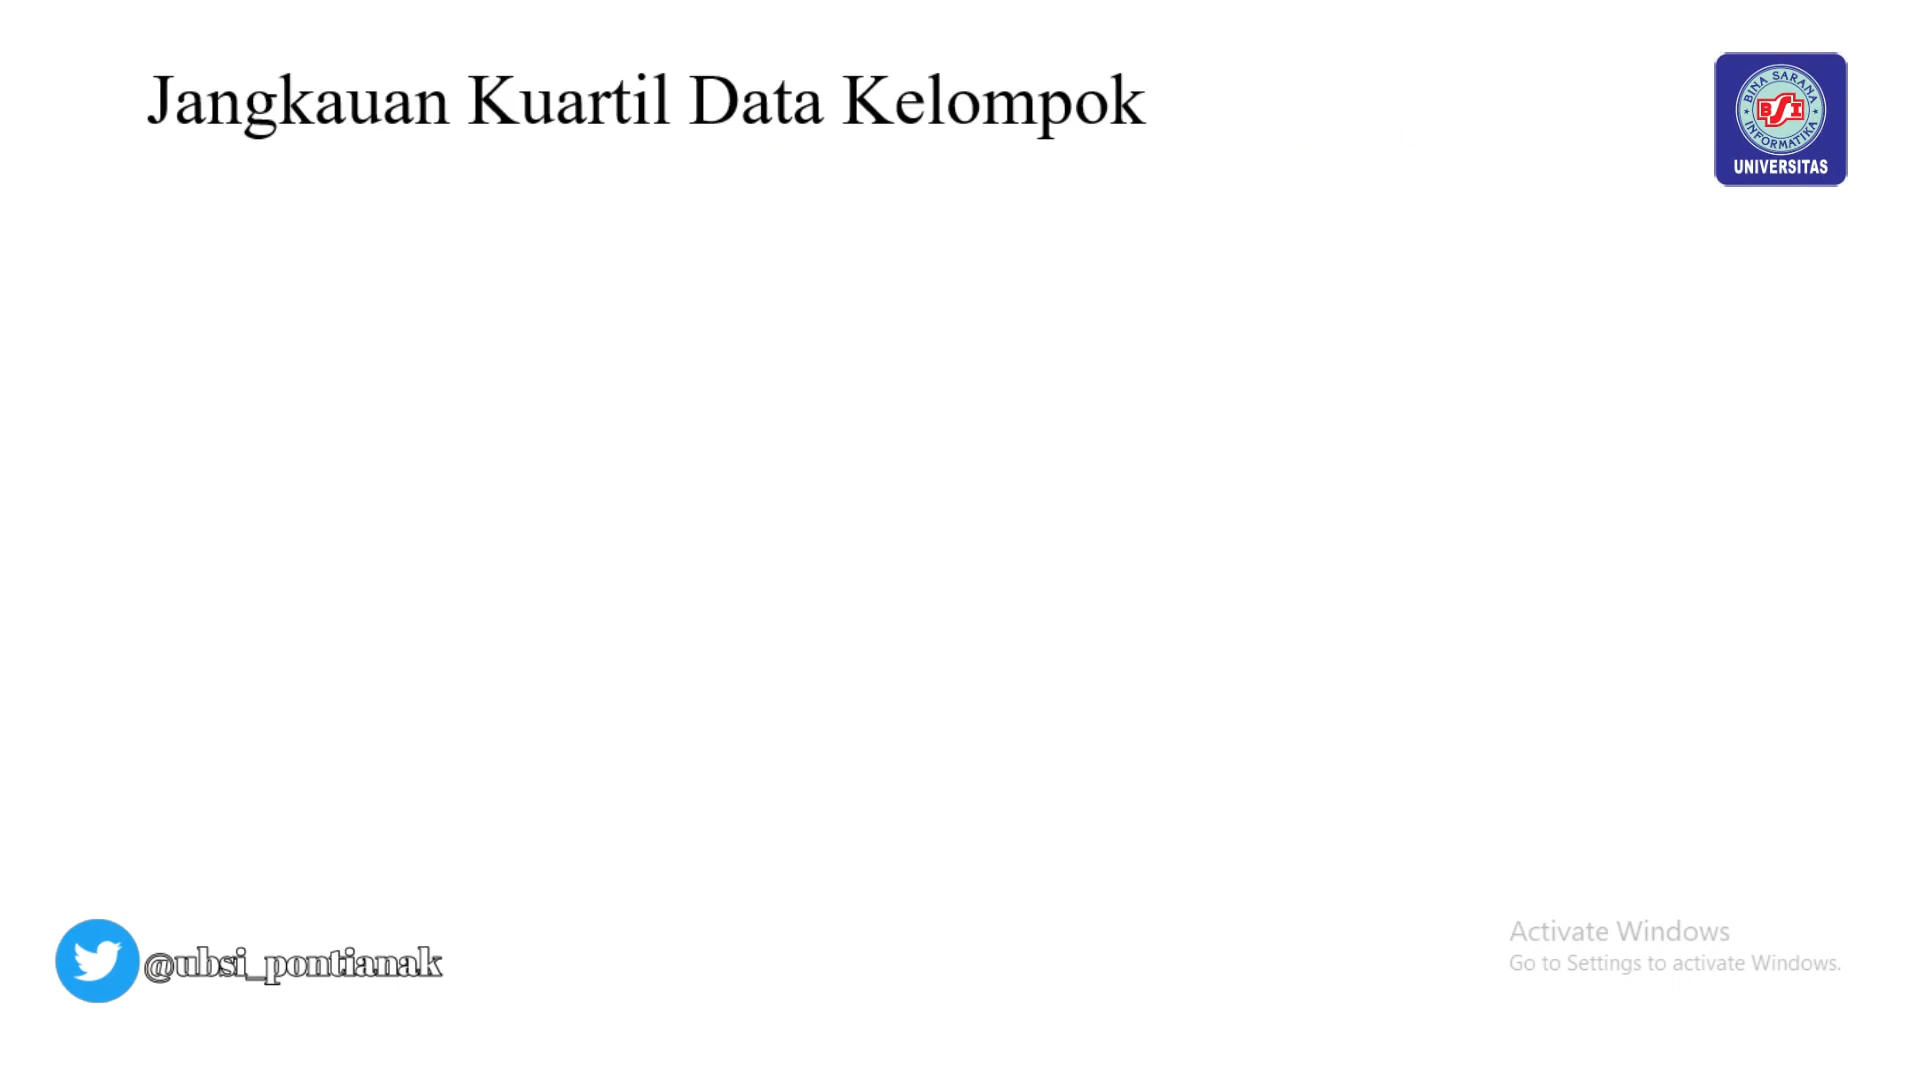 Jangkauan Kuartil Data Kelompok
BINA SARANA
BSI
INFORMATIKA
UNIVERSITAS
@ubsi_pontianak
Activate Windows
Go to Settings to activate Windows.